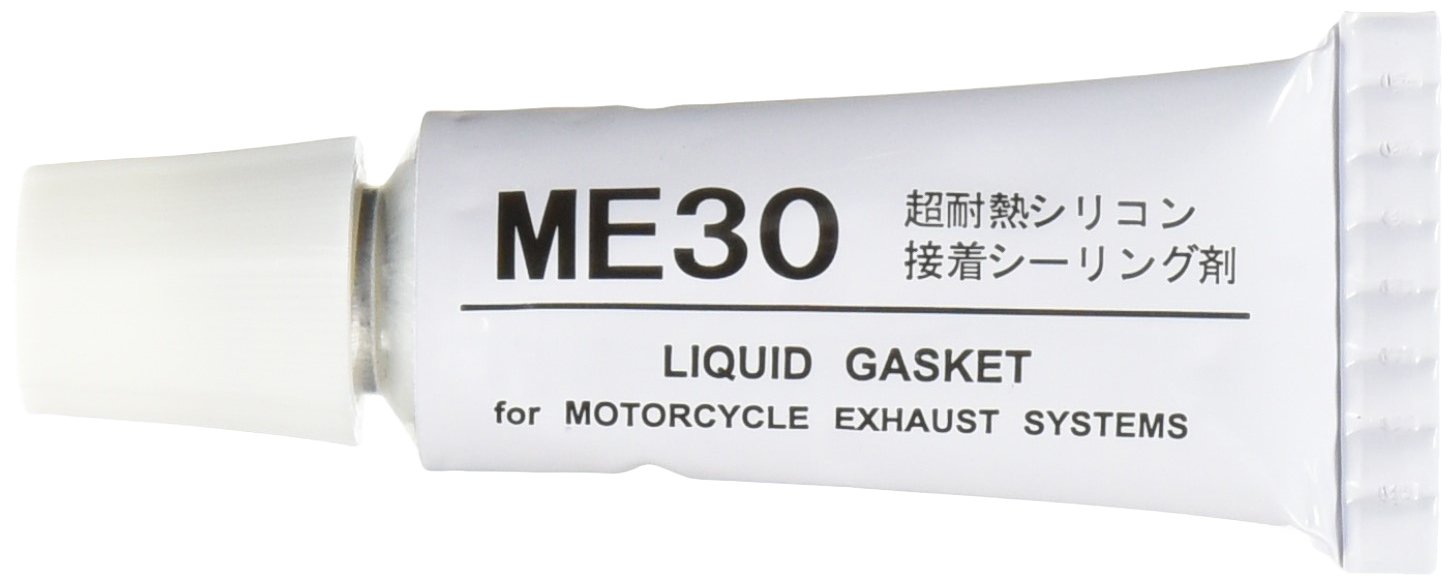 ME30
超耐熱シリコン
接着シーリング剤
LIQUID GASKET
for MOTORCYCLE EXHAUST SYSTEMS